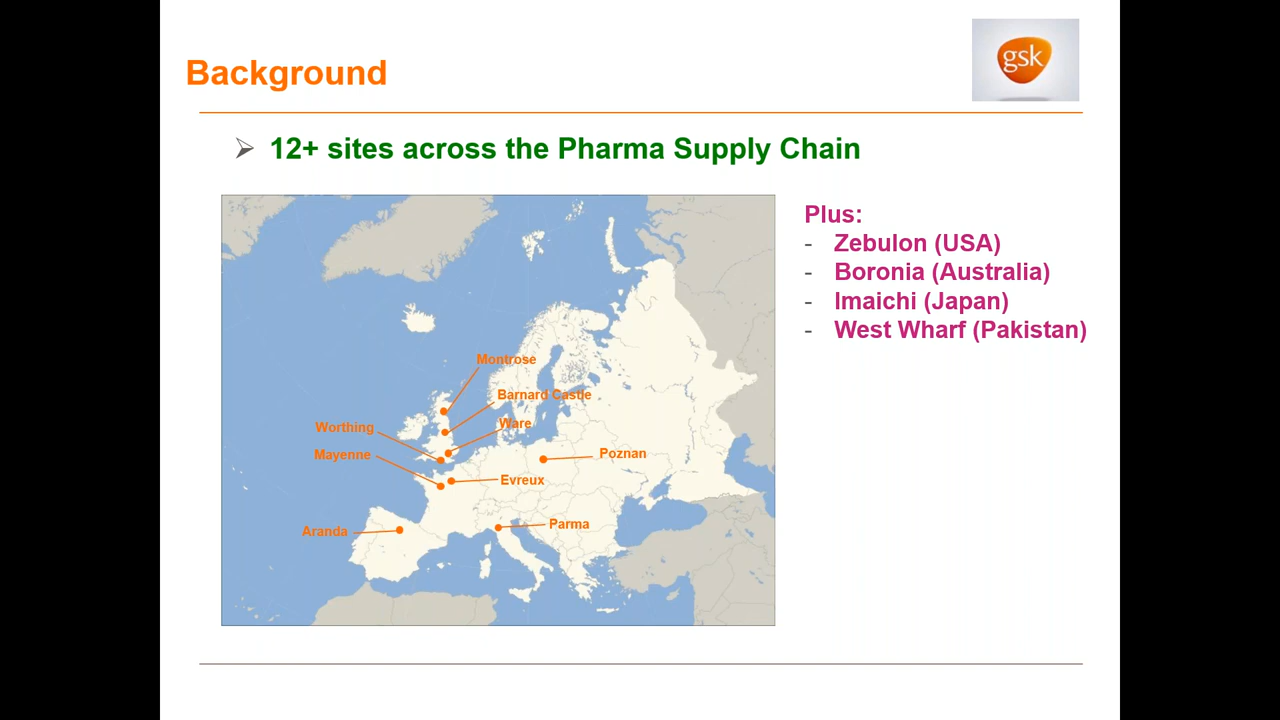 Background
gsk
12+ sites across the Pharma Supply Chain
Plus:
- Zebulon (USA)
- Boronia (Australia)
- Imaichi (Japan)
- West Wharf (Pakistan)
Montrose
Barnard Castle
Ware
Worthing
Mayenne
Poznan
Evreux
Parma
Aranda